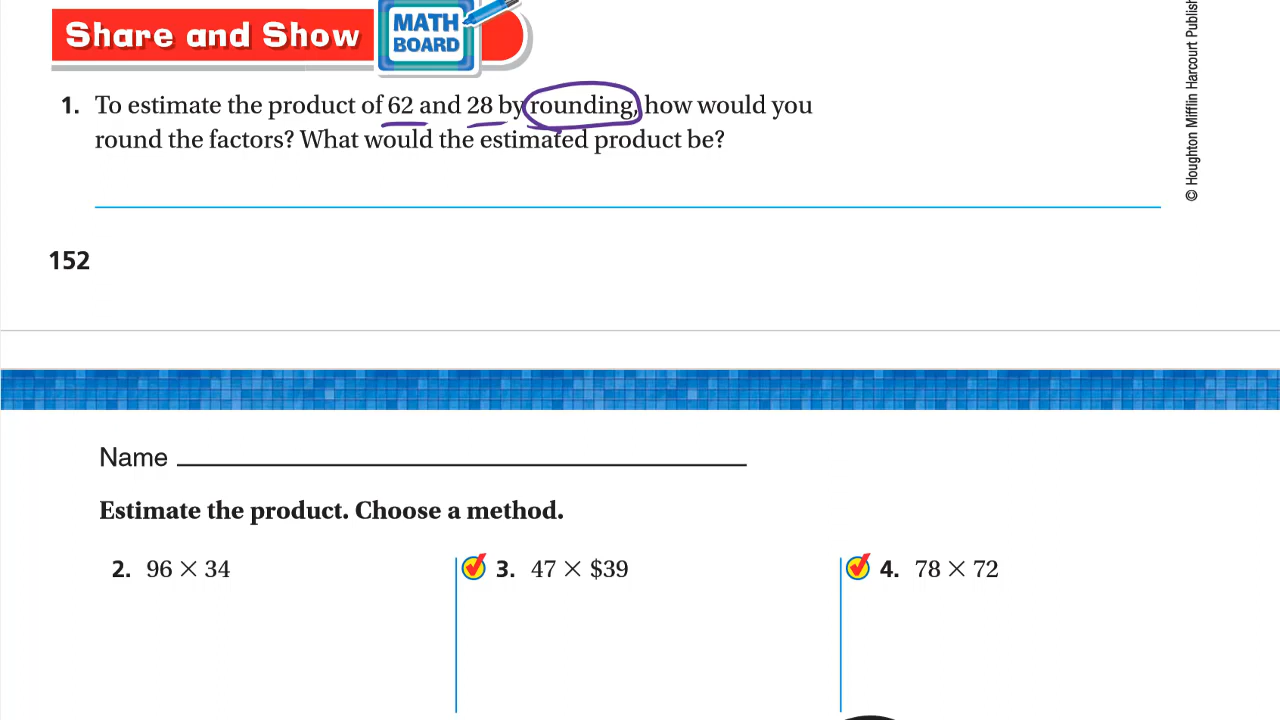 Share and Show
MATH
BOARD
1. To estimate the product of 62 and 28 by rounding, how would you
round the factors? What would the estimated product be?
© Houghton Mifflin Harcourt
152
Name
Estimate the product. Choose a method.
2. 96 × 34
3. 47 × $39
4. 78 × 72